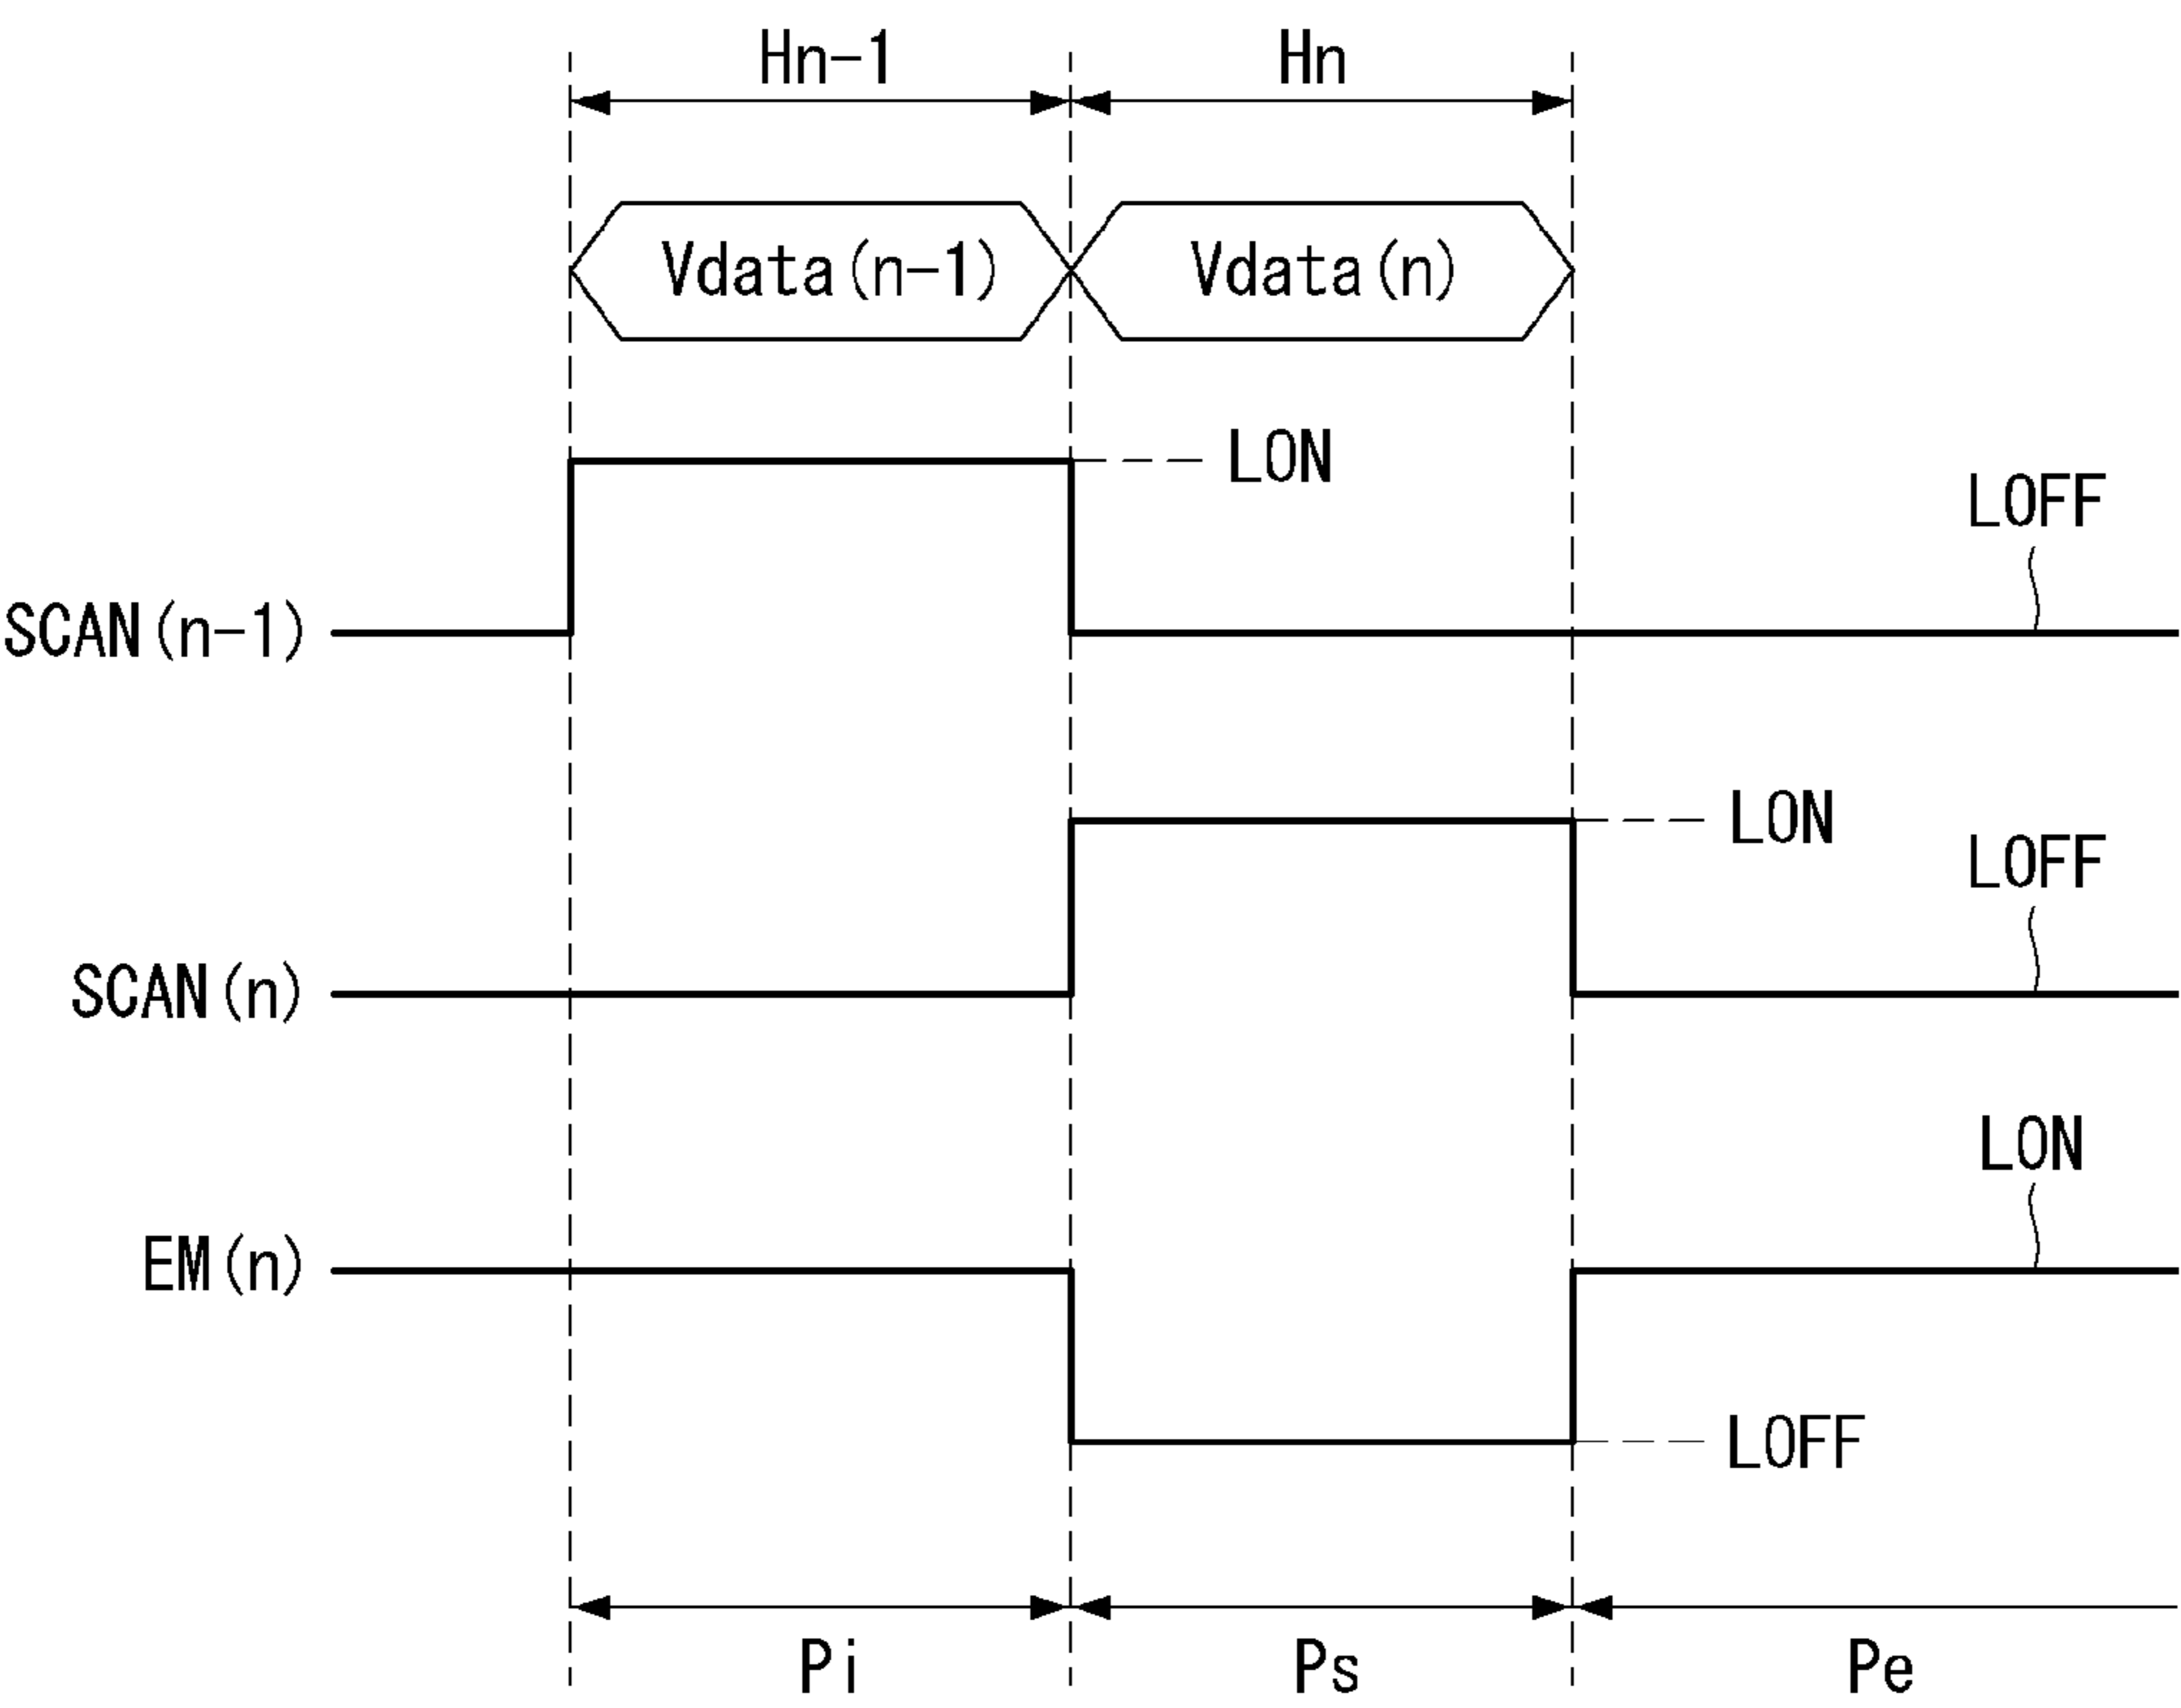 Hn-1 Hn
Vdata(n-1) Vdata(n)
LON
LOFF
SCAN(n-1)
LON
LOFF
SCAN(n)
LON
EM(n)
LOFF
Pi Ps Pe